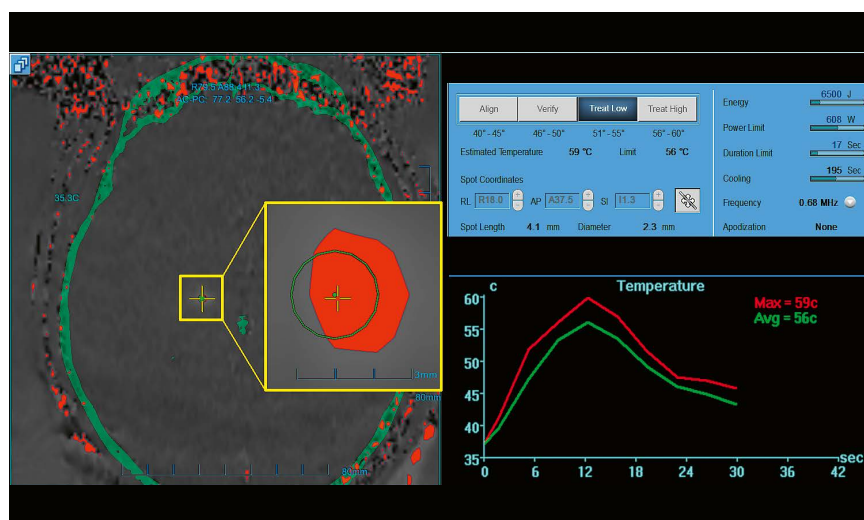 R73.5 A88.4 I1.3
AC-PC: 77.2 56.2 -5.4
35.3C
3mm
80mm
80mm
Align Verify Treat Low Treat High
40°-45° 46°-50° 51°-55° 56°-60°
Estimated Temperature 59 °C Limit 56 °C
Spot Coordinates
RL R18.0 AP A37.5 SI I1.3
Spot Length 4.1 mm Diameter 2.3 mm
Energy 6500 J
Power Limit 608 W
Duration Limit 17 Sec
Cooling 195 Sec
Frequency 0.68 MHz
Apodization None
c Temperature
Max = 59c
Avg = 56c
60
55
50
45
40
35
0 6 12 18 24 30 36 42
sec